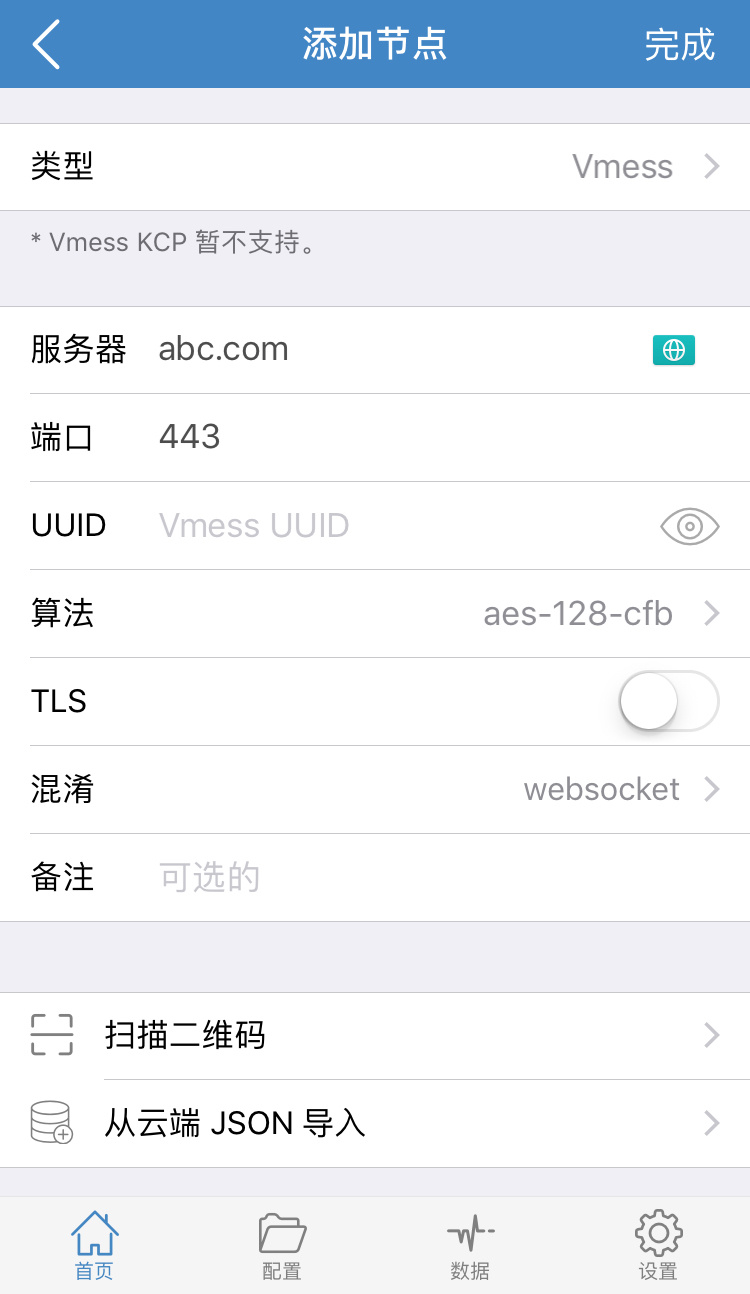 添加节点 完成
类型 Vmess
* Vmess KCP 暂不支持。
服务器 abc.com
端口 443
UUID Vmess UUID
算法 aes-128-cfb
TLS
混淆 websocket
备注 可选的
扫描二维码
从云端 JSON 导入
首页 配置 数据 设置